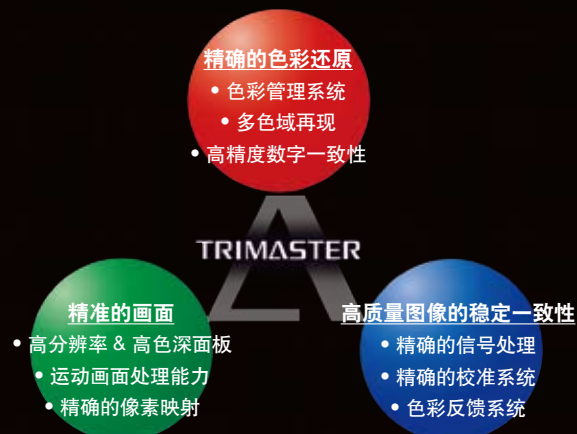 精确的色彩还原
• 色彩管理系统
• 多色域再现
• 高精度数字一致性
TRIMASTER
精准的画面
• 高分辨率 & 高色深面板
• 运动画面处理能力
• 精确的像素映射
高质量图像的稳定一致性
• 精确的信号处理
• 精确的校准系统
• 色彩反馈系统